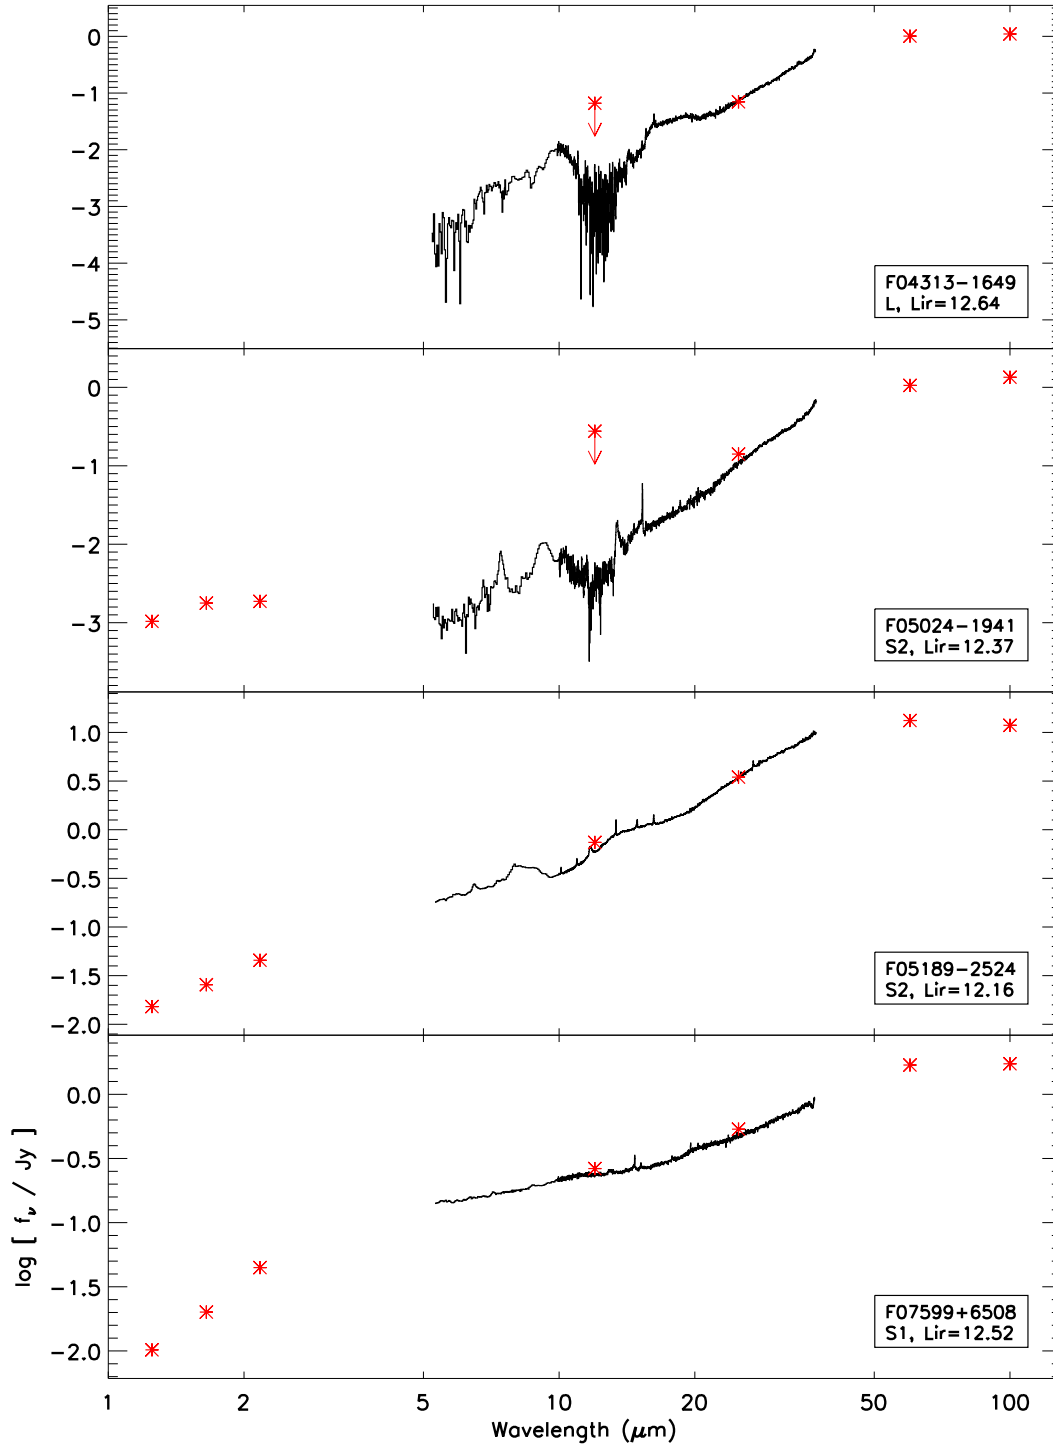 0
−1
−2
−3
−4
−5
F04313−1649
L, Lir=12.64
0
−1
−2
−3
F05024−1941
S2, Lir=12.37
1.0
0.5
0.0
−0.5
−1.0
−1.5
−2.0
F05189−2524
S2, Lir=12.16
0.0
−0.5
−1.0
−1.5
−2.0
log [ fν / Jy ]
F07599+6508
S1, Lir=12.52
1 2 5 10 20 50 100
Wavelength (μm)